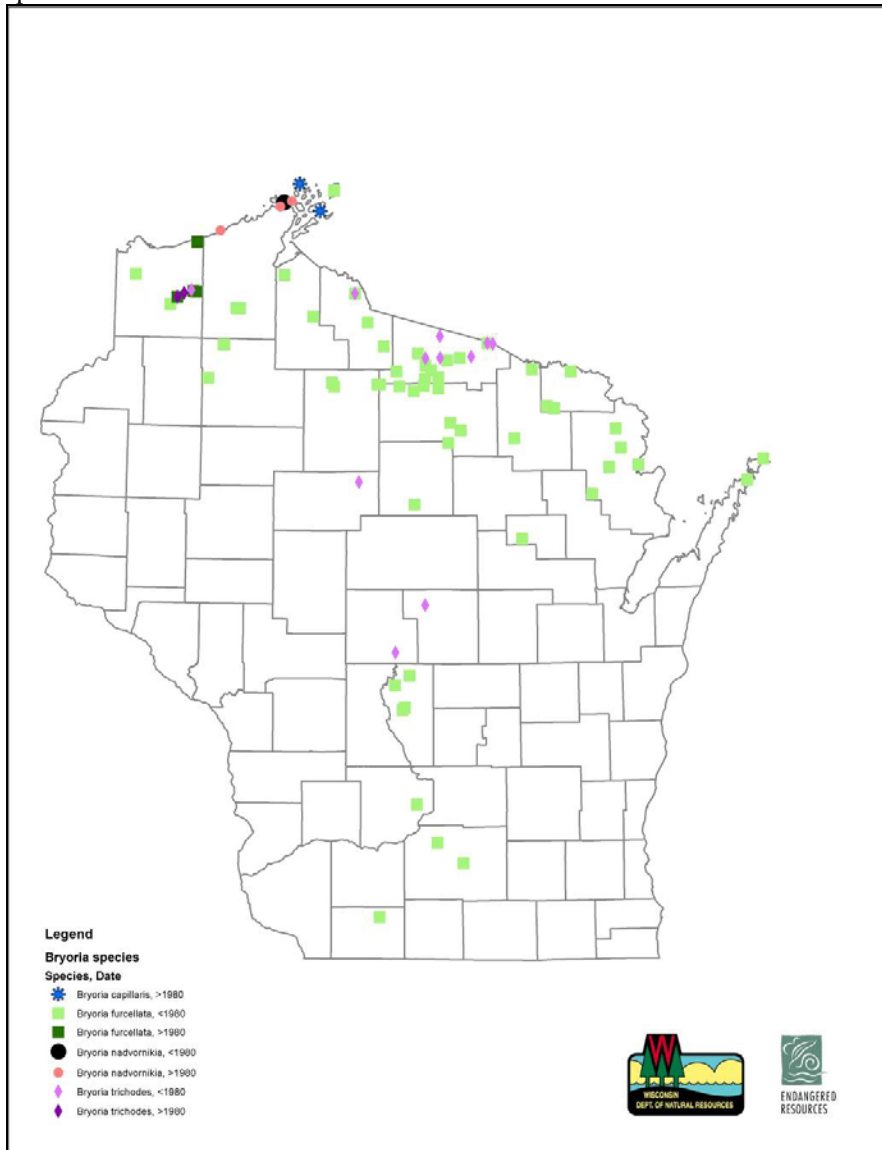 Legend
Bryoria species
Species, Date
Bryoria capillaris, >1980
Bryoria furcellata, <1980
Bryoria furcellata, >1980
Bryoria nadvornikia, <1980
Bryoria nadvornikia, >1980
Bryoria trichodes, <1980
Bryoria trichodes, >1980
W
WISCONSIN
DEPT. OF NATURAL RESOURCES
ENDANGERED
RESOURCES